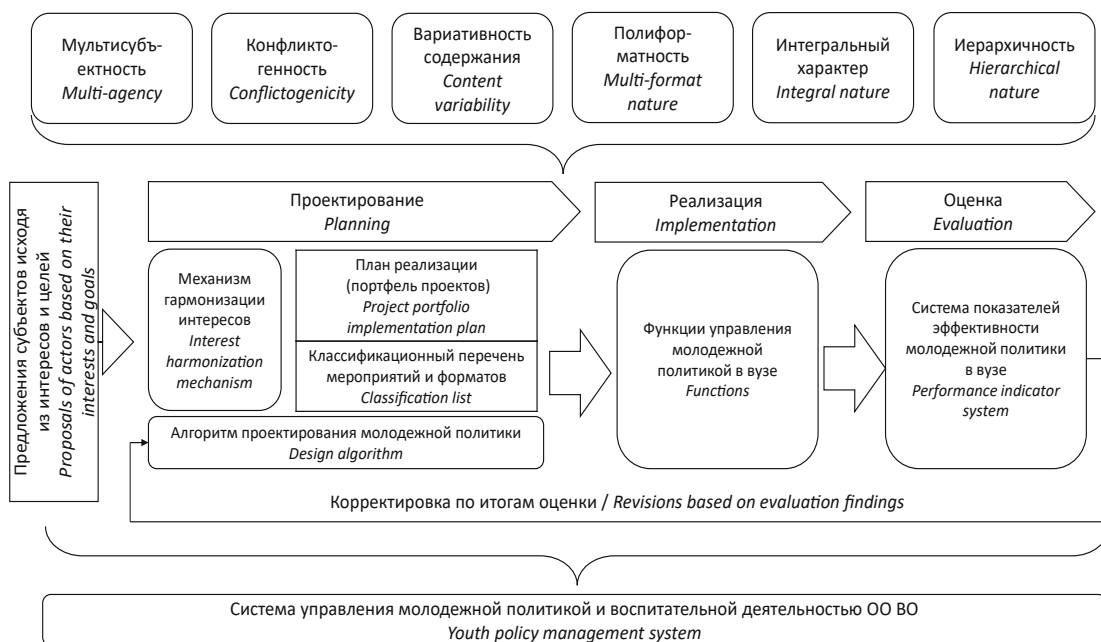 Мультисубъ-
ектность
Multi-agency
Конфликто-
генность
Conflictogenicity
Вариативность
содержания
Content
variability
Полифор-
матность
Multi-format
nature
Интегральный
характер
Integral nature
Иерархичность
Hierarchical
nature
Предложения субъектов исходя
из интересов и целей
Proposals of actors based on their
interests and goals
Проектирование
Planning
Реализация
Implementation
Оценка
Evaluation
Механизм
гармонизации
интересов
Interest
harmonization
mechanism
План реализации
(портфель проектов)
Project portfolio
implementation plan
Классификационный перечень
мероприятий и форматов
Classification list
Алгоритм проектирования молодежной политики
Design algorithm
Функции управления
молодежной
политикой в вузе
Functions
Система показателей
эффективности
молодежной политики
в вузе
Performance indicator
system
Корректировка по итогам оценки / Revisions based on evaluation findings
Система управления молодежной политикой и воспитательной деятельностью ОО ВО
Youth policy management system